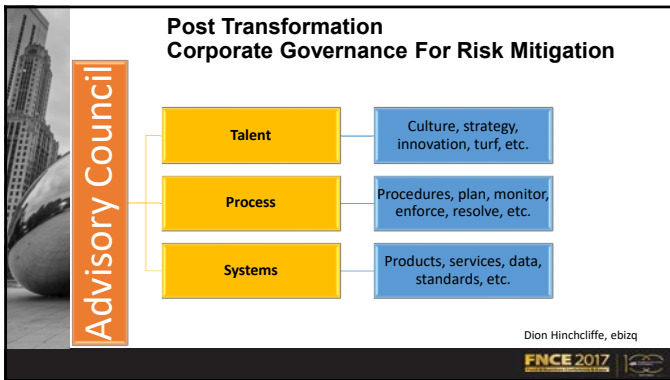 Post Transformation
Corporate Governance For Risk Mitigation
Advisory Council
Talent
Culture, strategy,
innovation, turf, etc.
Process
Procedures, plan, monitor,
enforce, resolve, etc.
Systems
Products, services, data,
standards, etc.
Dion Hinchcliffe, ebizq
FNCE 2017